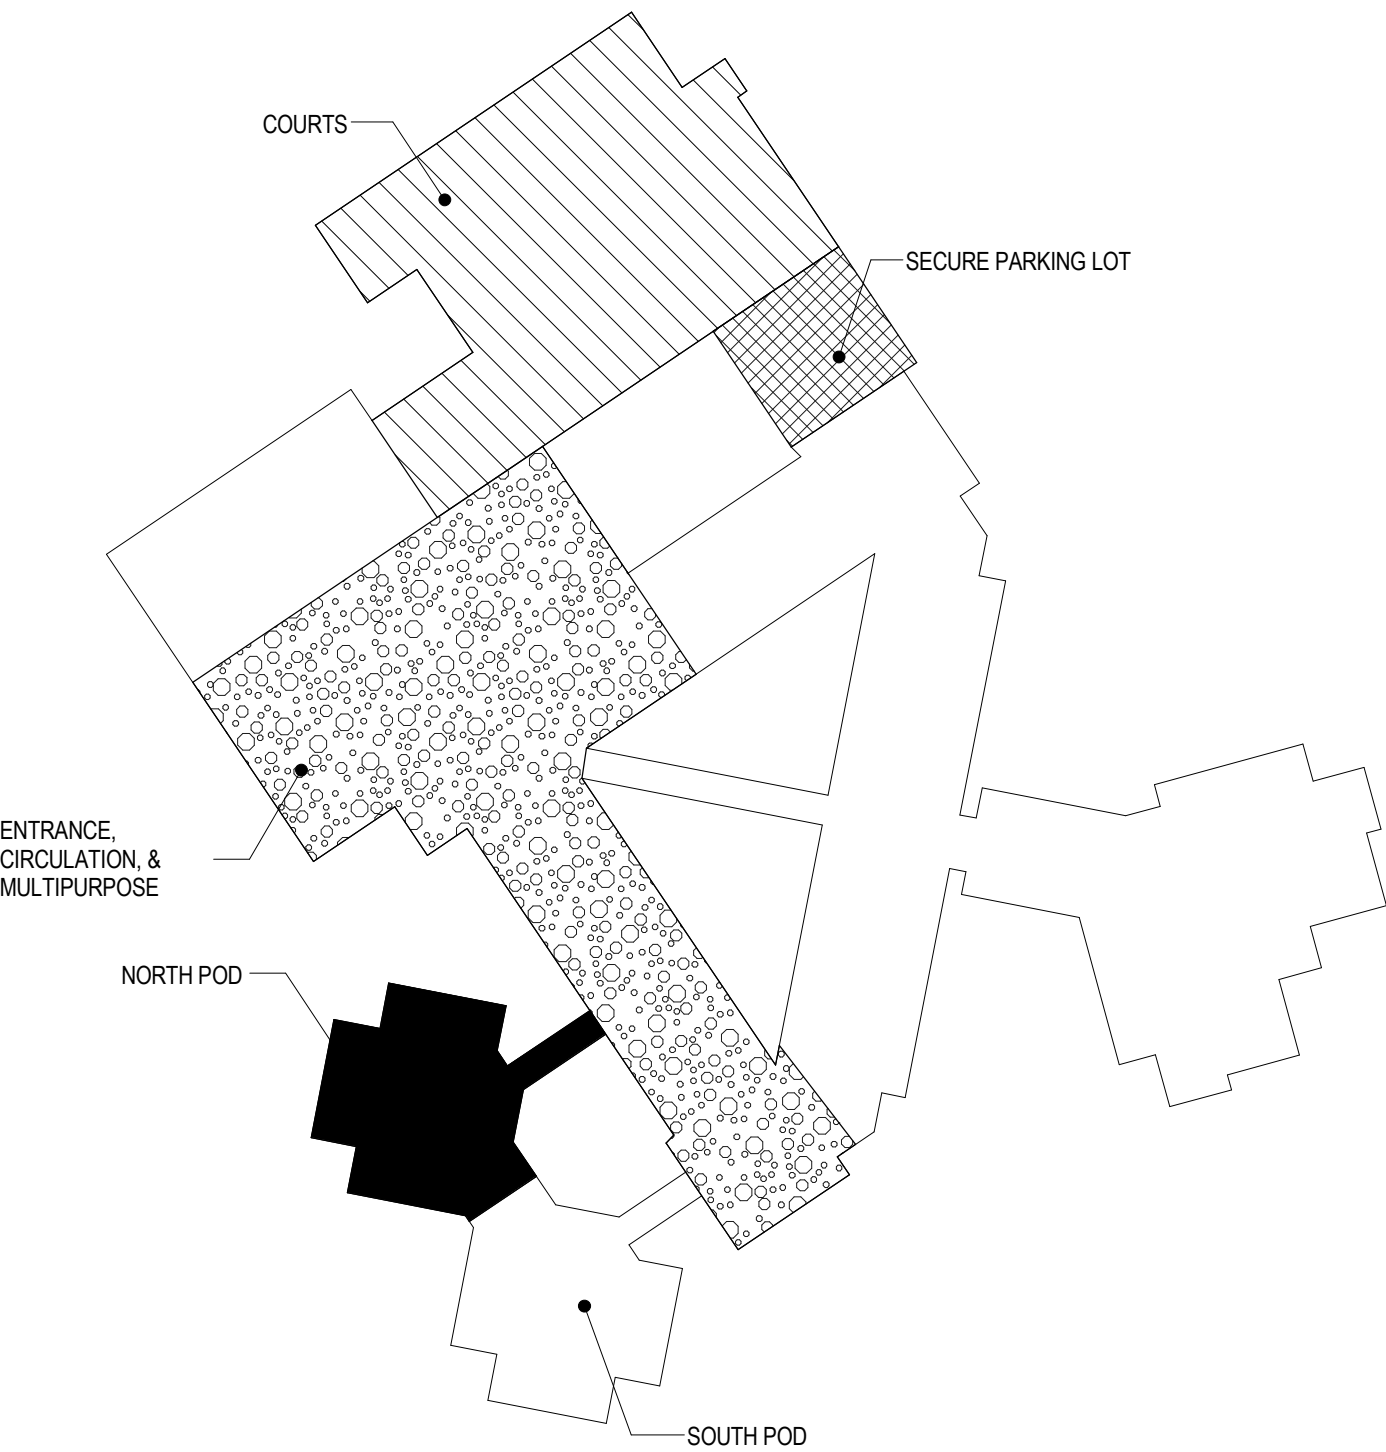 COURTS
SECURE PARKING LOT
ENTRANCE,
CIRCULATION, &
MULTIPURPOSE
NORTH POD
SOUTH POD